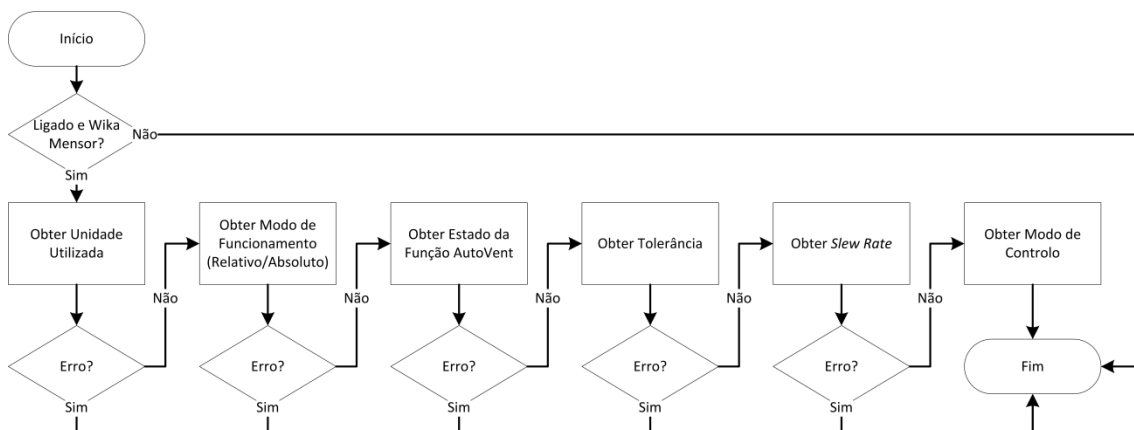 Início
Ligado e Wika
Mensor?
Não
Sim
Obter Unidade
Utilizada
Obter Modo de
Funcionamento
(Relativo/Absoluto)
Obter Estado da
Função AutoVent
Obter Tolerância
Obter Slew Rate
Obter Modo de
Controlo
Não
Não
Não
Não
Não
Erro?
Erro?
Erro?
Erro?
Erro?
Fim
Sim
Sim
Sim
Sim
Sim